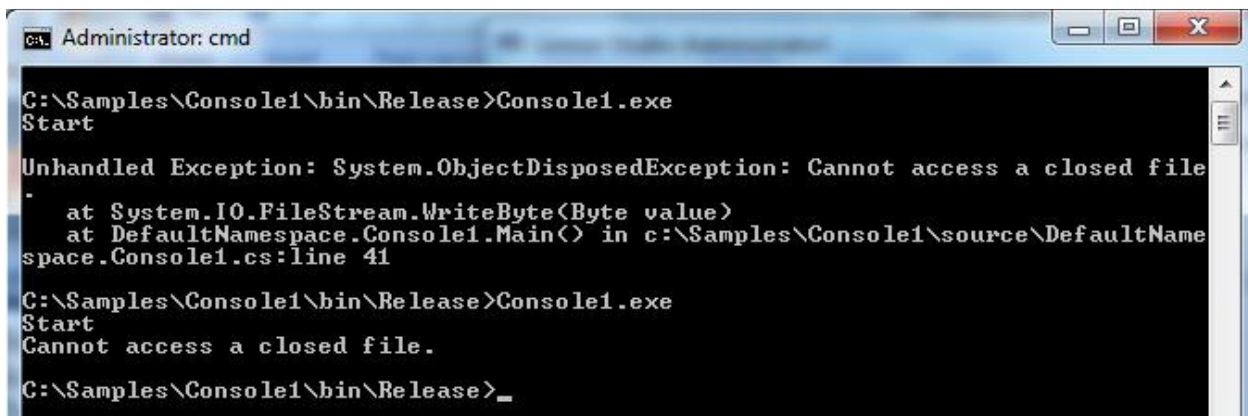 Administrator: cmd
C:\Samples\Console1\bin\Release>Console1.exe
Start
Unhandled Exception: System.ObjectDisposedException: Cannot access a closed file
.
at System.IO.FileStream.WriteByte(Byte value)
at DefaultNamespace.Console1.Main() in c:\Samples\Console1\source\DefaultName
space.Console1.cs:line 41
C:\Samples\Console1\bin\Release>Console1.exe
Start
Cannot access a closed file.
C:\Samples\Console1\bin\Release>_